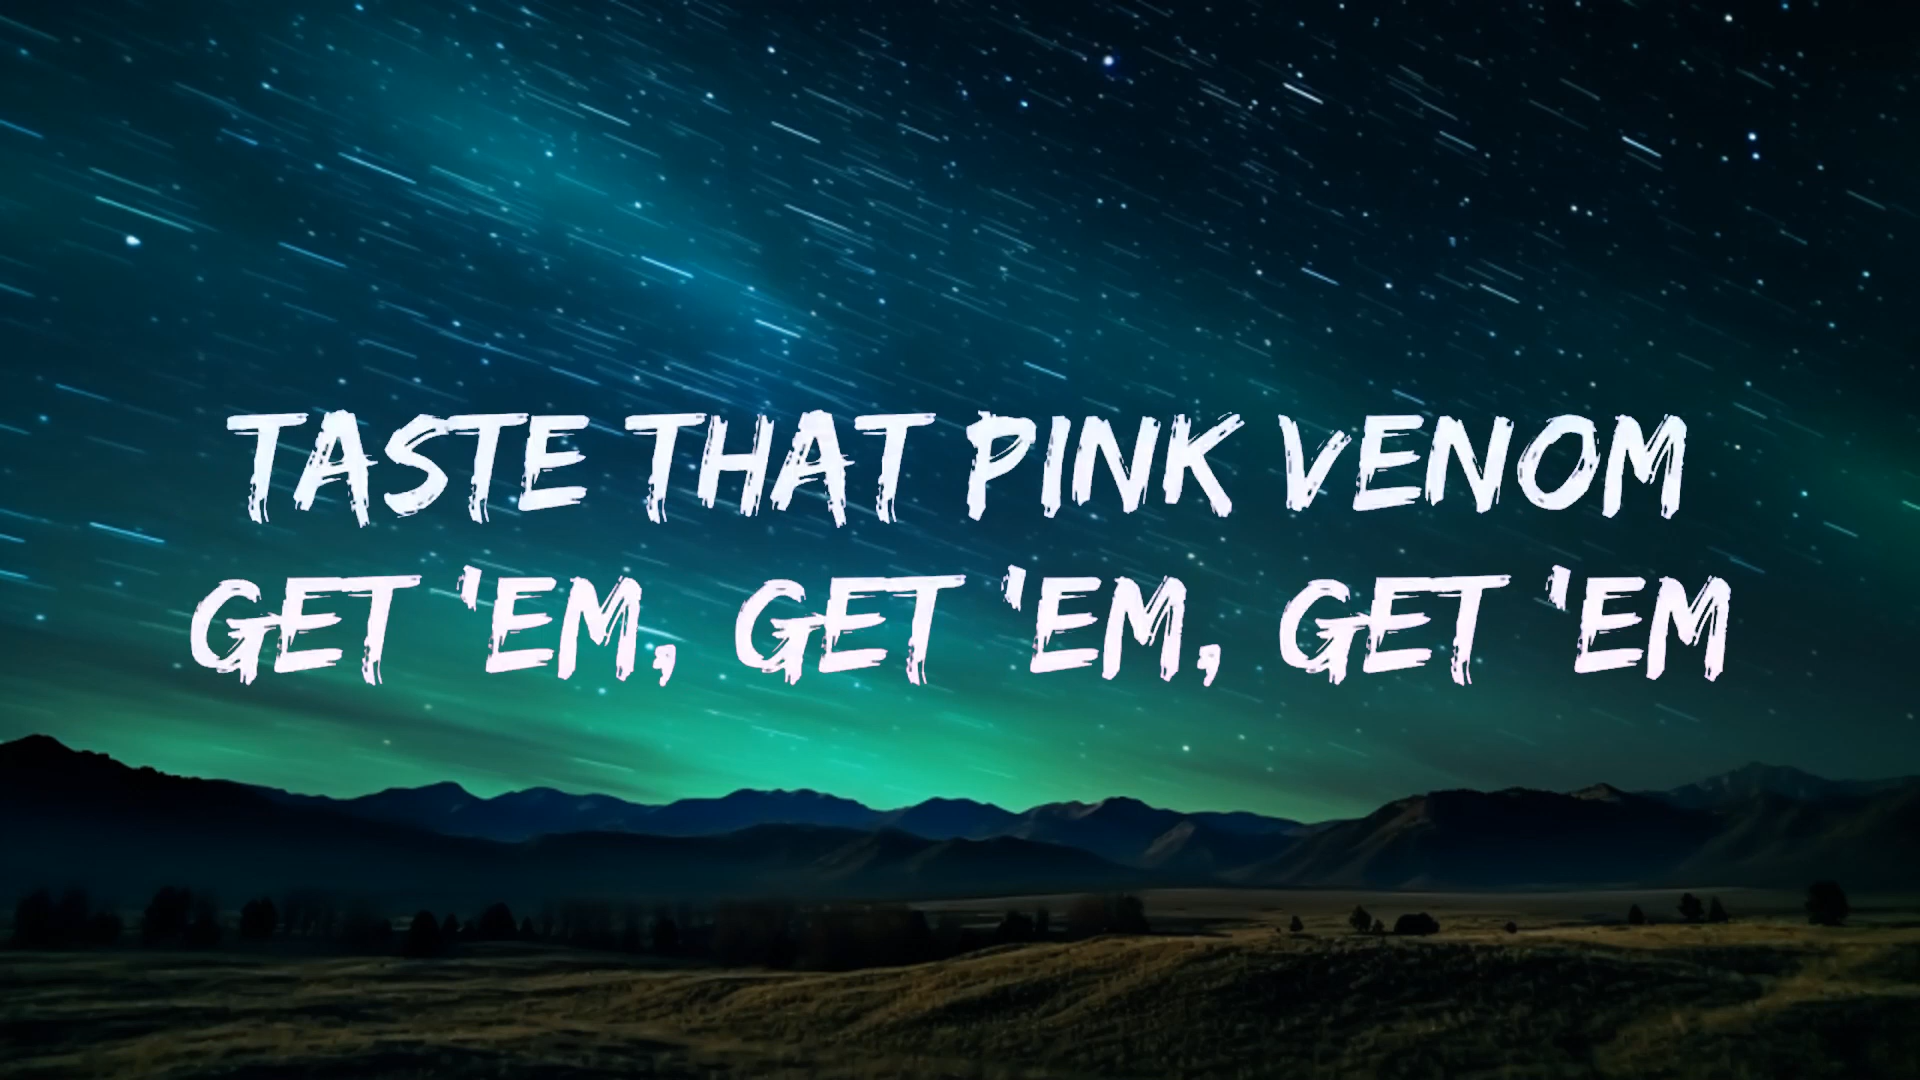 TASTE THAT PINK VENOM
GET 'EM, GET 'EM, GET 'EM